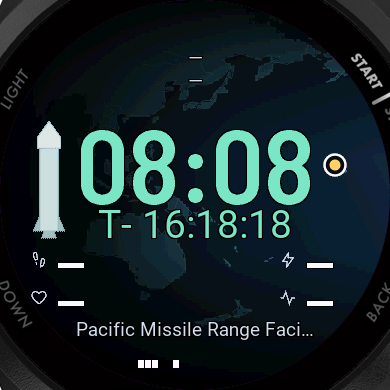 LIGHT
START
08:08
T- 16:18:18
DOWN
BACK
Pacific Missile Range Faci...